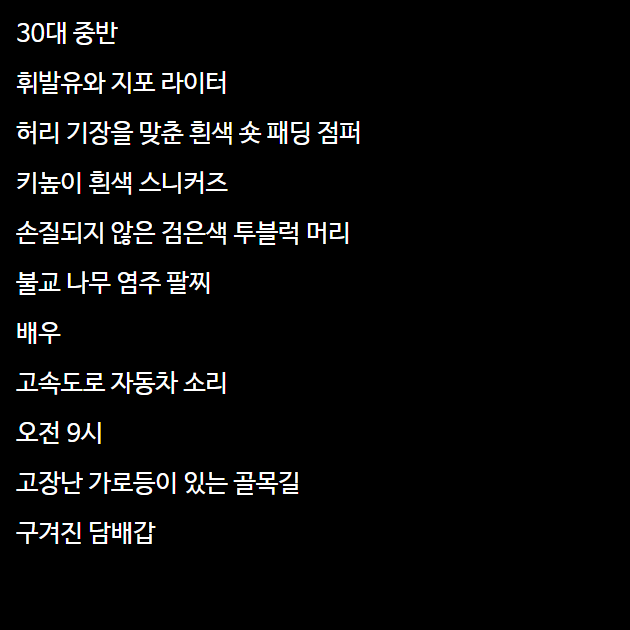 30대 중반
휘발유와 지포 라이터
허리 기장을 맞춘 흰색 숏 패딩 점퍼
키높이 흰색 스니커즈
손질되지 않은 검은색 투블럭 머리
불교 나무 염주 팔찌
배우
고속도로 자동차 소리
오전 9시
고장난 가로등이 있는 골목길
구겨진 담배갑